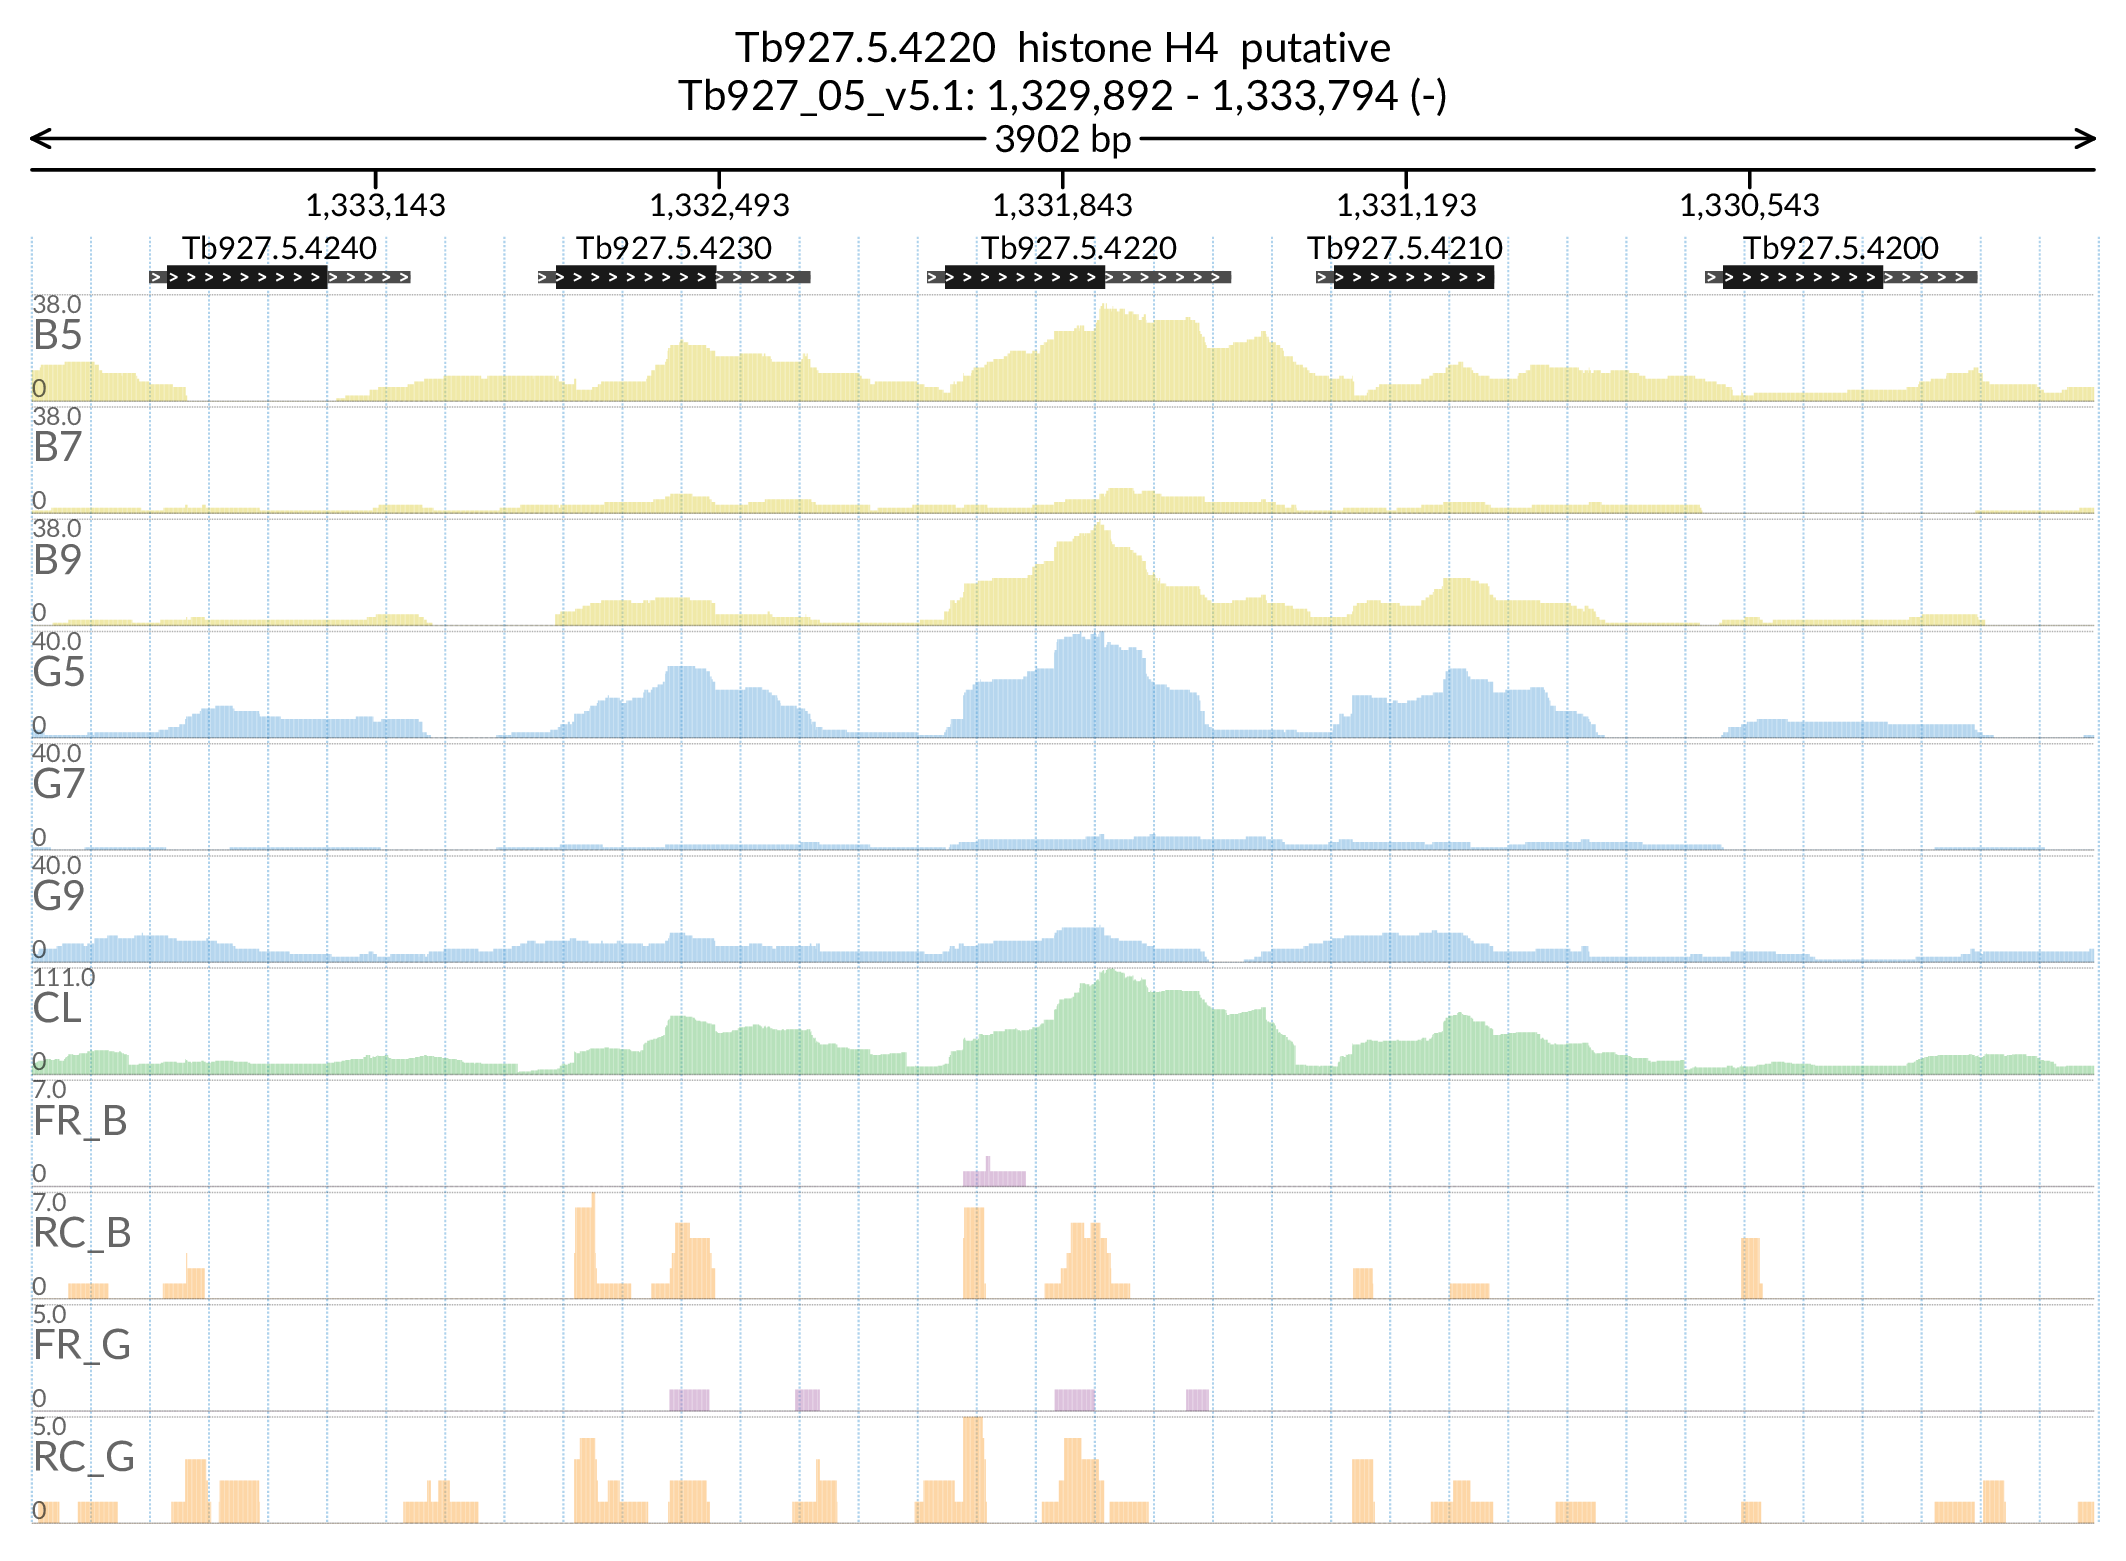 Tb927.5.4220 histone H4 putative
Tb927_05_v5.1: 1,329,892 - 1,333,794 (-)
3902 bp
1,333,143 1,332,493 1,331,843 1,331,193 1,330,543
Tb927.5.4240 Tb927.5.4230 Tb927.5.4220 Tb927.5.4210 Tb927.5.4200
38.0
B5
0
38.0
B7
0
38.0
B9
0
40.0
G5
0
40.0
G7
0
40.0
G9
0
111.0
CL
0
7.0
FR_B
0
7.0
RC_B
0
5.0
FR_G
0
5.0
RC_G
0